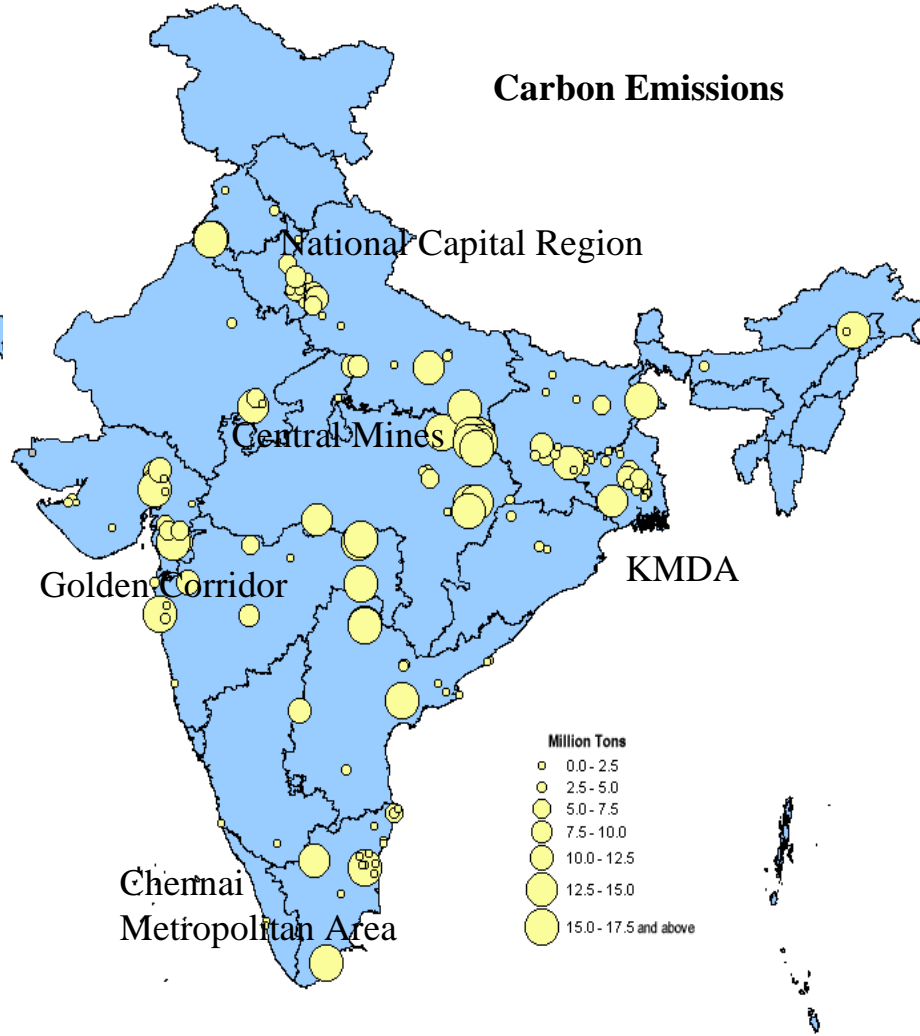 Carbon Emissions
National Capital Region
Central Mines
Golden Corridor
KMDA
Million Tons
0.0 - 2.5
2.5 - 5.0
5.0 - 7.5
7.5 - 10.0
10.0 - 12.5
12.5 - 15.0
15.0 - 17.5 and above
Chennai
Metropolitan Area